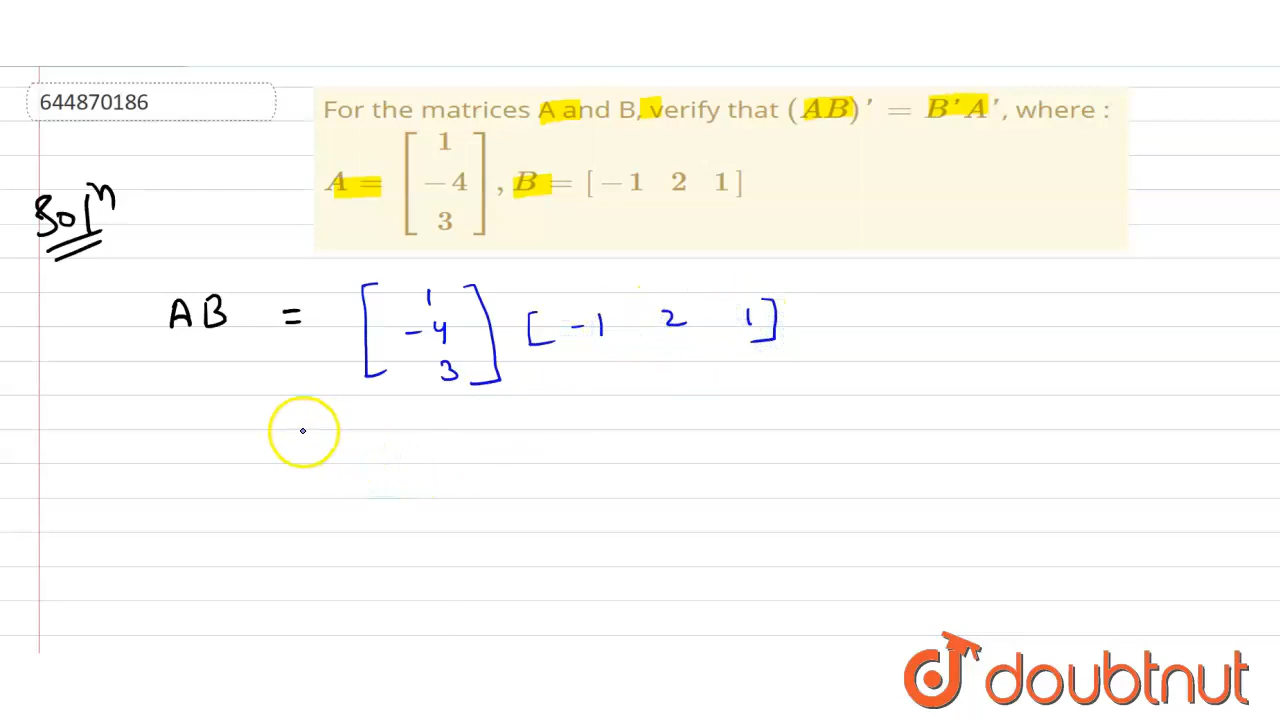 644870186
For the matrices A and B, verify that (AB)′ = B′A′, where :
A = [ 1
-4
3 ], B = [-1 2 1]
Solⁿ
AB = [ 1
-4
3 ] [-1 2 1]
doubtnut